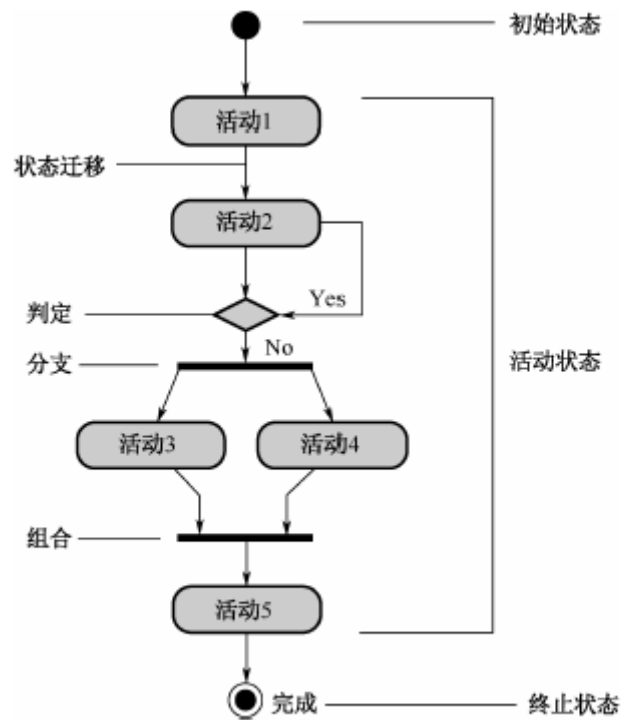 初始状态
活动1
状态迁移
活动2
Yes
判定
No
分支
活动状态
活动3
活动4
组合
活动5
完成
终止状态